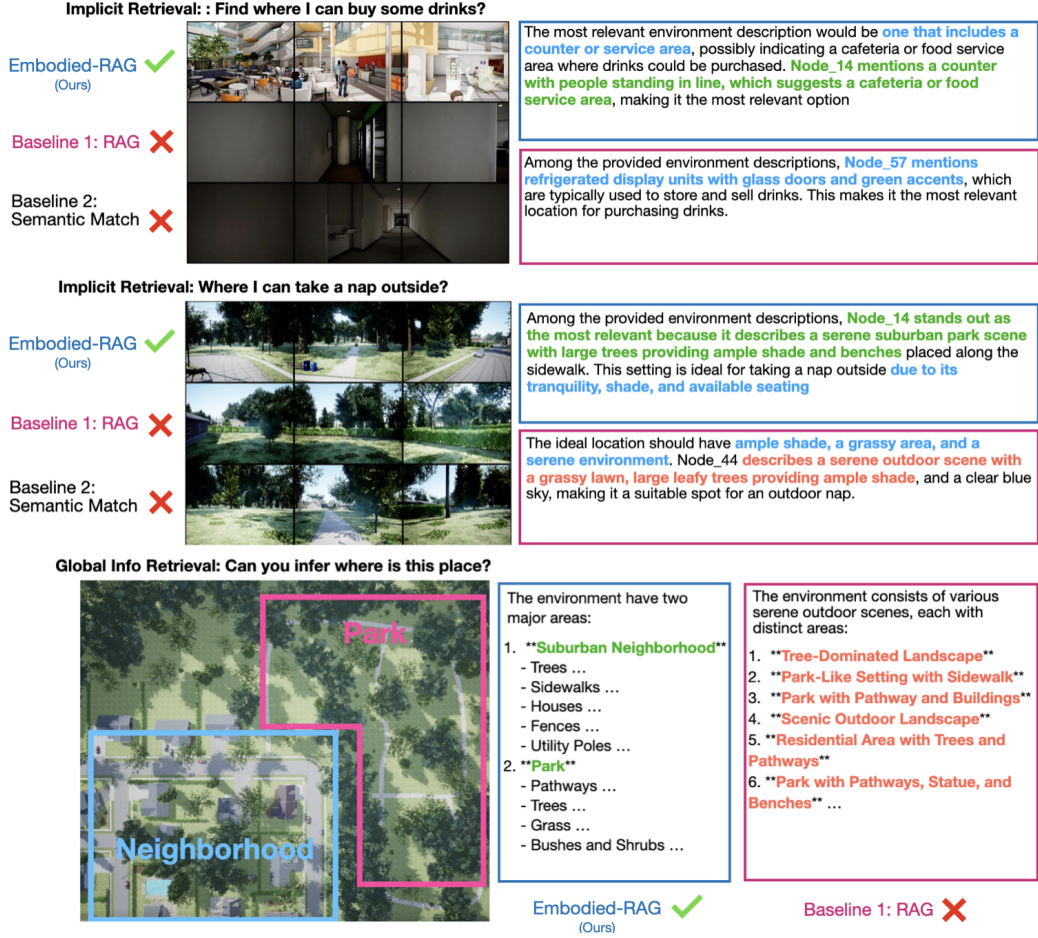 Implicit Retrieval: : Find where I can buy some drinks?
Embodied-RAG
(Ours)
Baseline 1: RAG
Baseline 2:
Semantic Match
The most relevant environment description would be one that includes a
counter or service area, possibly indicating a cafeteria or food service
area where drinks could be purchased. Node_14 mentions a counter
with people standing in line, which suggests a cafeteria or food
service area, making it the most relevant option
Among the provided environment descriptions, Node_57 mentions
refrigerated display units with glass doors and green accents, which
are typically used to store and sell drinks. This makes it the most relevant
location for purchasing drinks.
Implicit Retrieval: Where I can take a nap outside?
Embodied-RAG
(Ours)
Baseline 1: RAG
Baseline 2:
Semantic Match
Among the provided environment descriptions, Node_14 stands out as
the most relevant because it describes a serene suburban park scene
with large trees providing ample shade and benches placed along the
sidewalk. This setting is ideal for taking a nap outside due to its
tranquility, shade, and available seating
The ideal location should have ample shade, a grassy area, and a
serene environment. Node_44 describes a serene outdoor scene with
a grassy lawn, large leafy trees providing ample shade, and a clear blue
sky, making it a suitable spot for an outdoor nap.
Global Info Retrieval: Can you infer where is this place?
Park
Neighborhood
The environment have two
major areas:
1. **Suburban Neighborhood**
- Trees ...
- Sidewalks ...
- Houses ...
- Fences ...
- Utility Poles ...
2. **Park**
- Pathways ...
- Trees ...
- Grass ...
- Bushes and Shrubs ...
Embodied-RAG
(Ours)
The environment consists of various
serene outdoor scenes, each with
distinct areas:
1. **Tree-Dominated Landscape**
2. **Park-Like Setting with Sidewalk**
3. **Park with Pathway and Buildings**
4. **Scenic Outdoor Landscape**
5. **Residential Area with Trees and
Pathways**
6. **Park with Pathways, Statue, and
Benches** ...
Baseline 1: RAG